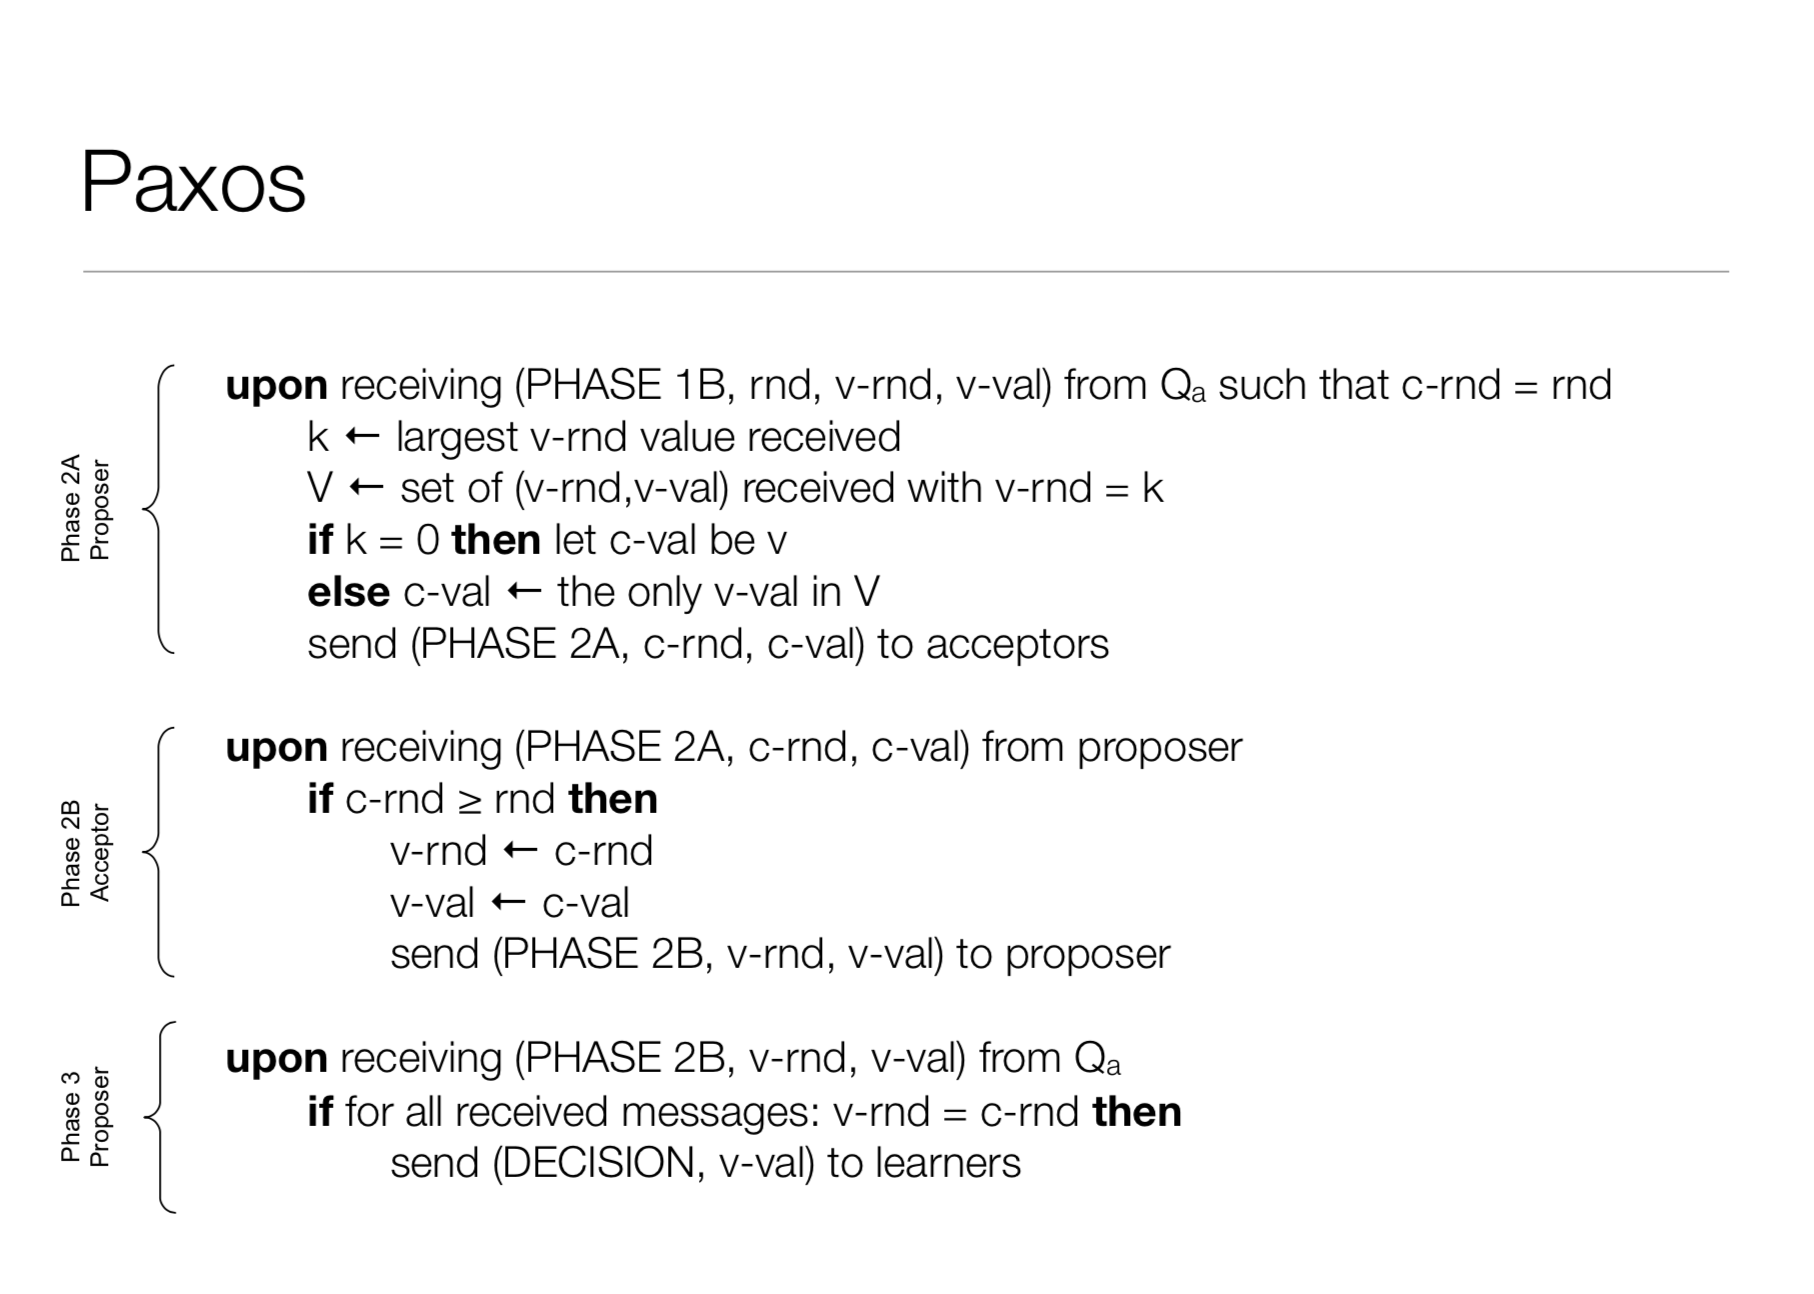 Paxos
Phase 2A
Proposer
upon receiving (PHASE 1B, rnd, v-rnd, v-val) from Qa such that c-rnd = rnd
k ← largest v-rnd value received
V ← set of (v-rnd,v-val) received with v-rnd = k
if k = 0 then let c-val be v
else c-val ← the only v-val in V
send (PHASE 2A, c-rnd, c-val) to acceptors
Phase 2B
Acceptor
upon receiving (PHASE 2A, c-rnd, c-val) from proposer
if c-rnd ≥ rnd then
v-rnd ← c-rnd
v-val ← c-val
send (PHASE 2B, v-rnd, v-val) to proposer
Phase 3
Proposer
upon receiving (PHASE 2B, v-rnd, v-val) from Qa
if for all received messages: v-rnd = c-rnd then
send (DECISION, v-val) to learners